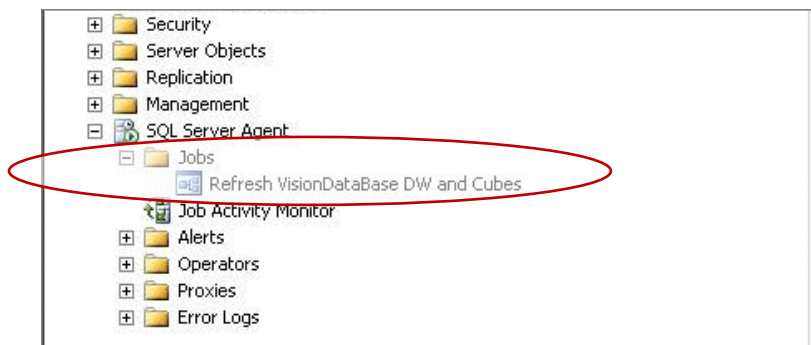 Security
Server Objects
Replication
Management
SQL Server Agent
Jobs
Refresh VisionDataBase DW and Cubes
Job Activity Monitor
Alerts
Operators
Proxies
Error Logs